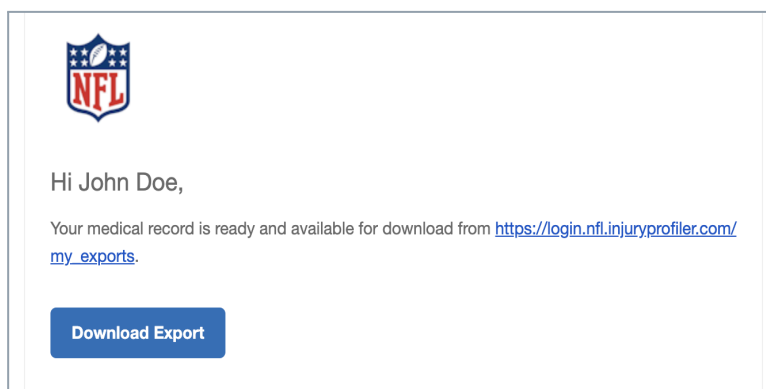 NFL
Hi John Doe,
Your medical record is ready and available for download from https://login.nfl.injuryprofiler.com/
my_exports.
Download Export